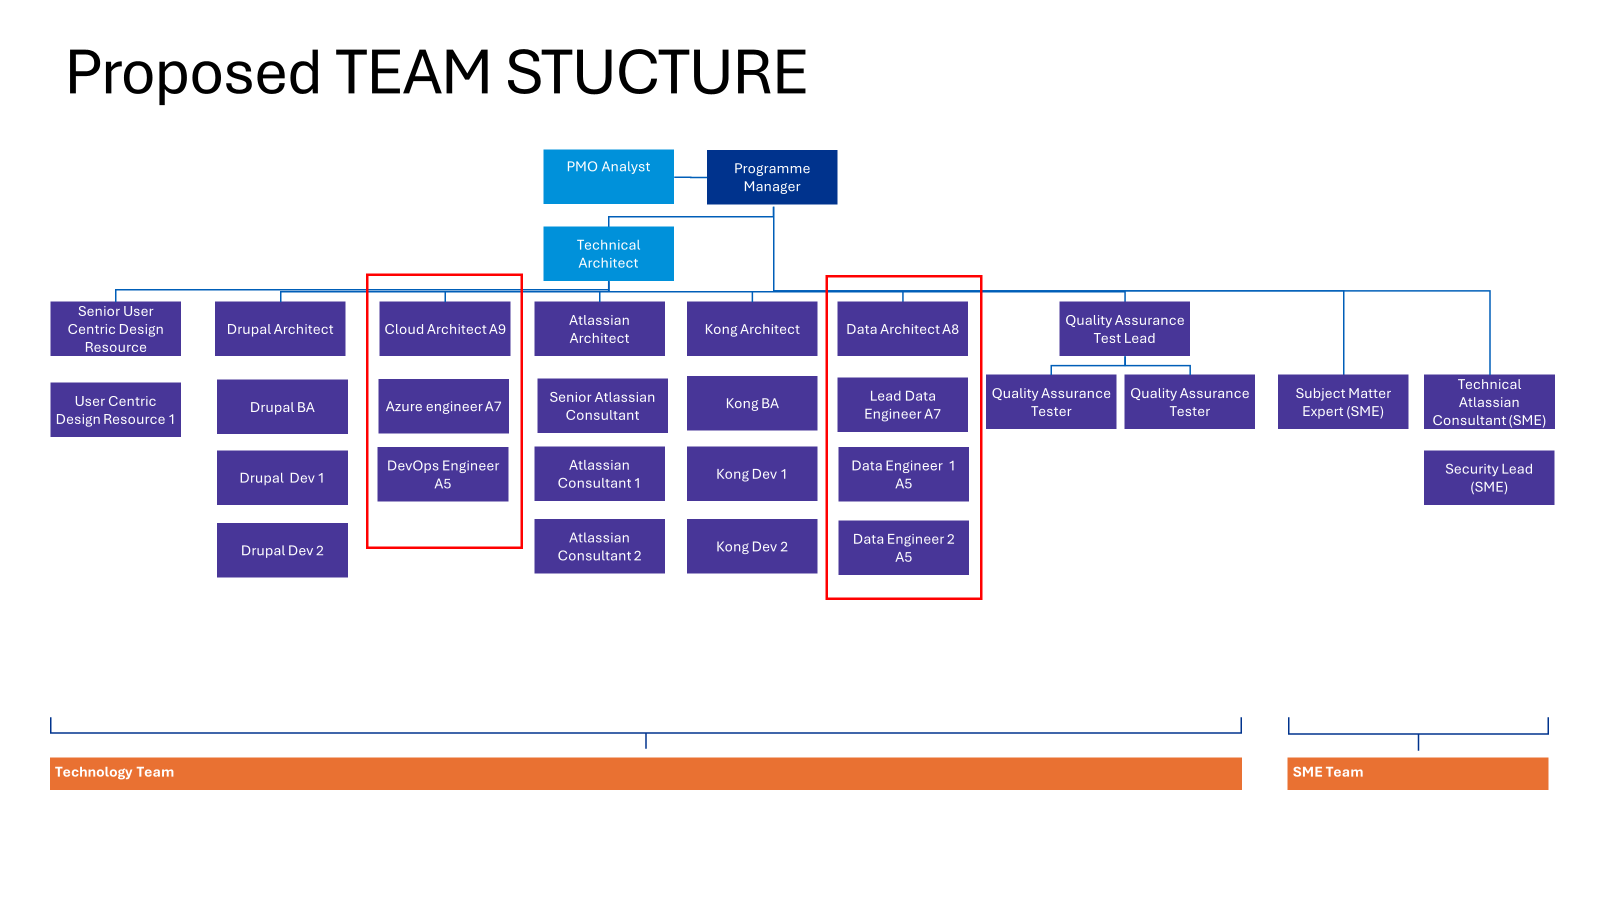 Proposed TEAM STUCTURE
PMO Analyst
Programme
Manager
Technical
Architect
Senior User
Centric Design
Resource
Drupal Architect
Cloud Architect A9
Atlassian
Architect
Kong Architect
Data Architect A8
Quality Assurance
Test Lead
User Centric
Design Resource 1
Drupal BA
Azure engineer A7
Senior Atlassian
Consultant
Kong BA
Lead Data
Engineer A7
Quality Assurance
Tester
Quality Assurance
Tester
Subject Matter
Expert (SME)
Technical
Atlassian
Consultant (SME)
Drupal  Dev 1
DevOps Engineer
A5
Atlassian
Consultant 1
Kong Dev 1
Data Engineer  1
A5
Security Lead
(SME)
Drupal Dev 2
Atlassian
Consultant 2
Kong Dev 2
Data Engineer 2
A5
Technology Team
SME Team